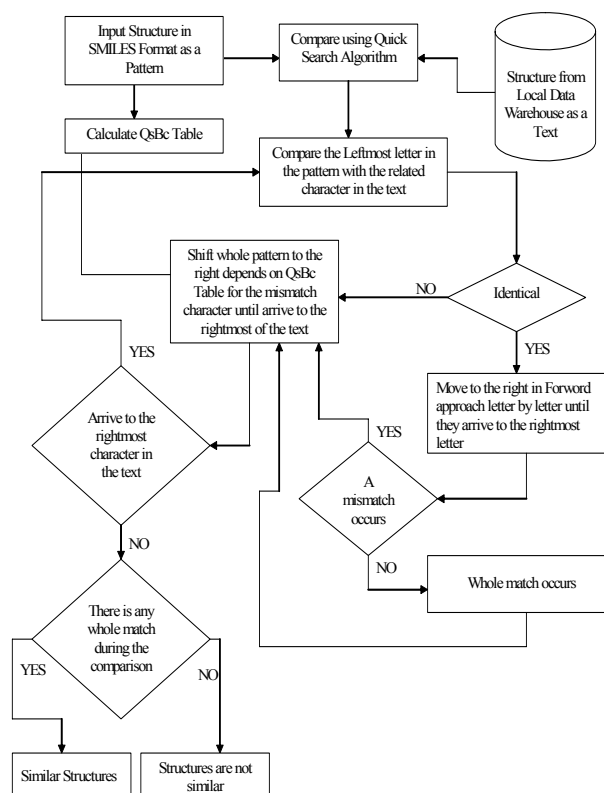 Input Structure in
SMILES Format as a
Pattern
Compare using Quick
Search Algorithm
Structure from
Local Data
Warehouse as a
Text
Calculate QsBc Table
Compare the Leftmost letter in
the pattern with the related
character in the text
Shift whole pattern to the
right depends on QsBc
Table for the mismatch
character until arrive to the
rightmost of the text
NO
Identical
YES
YES
Move to the right in Forword
approach letter by letter until
they arrive to the rightmost
letter
Arrive to the
rightmost
character in
the text
YES
A
mismatch
occurs
NO
NO
Whole match occurs
There is any
whole match
during the
comparison
YES
NO
Similar Structures
Structures are not
similar